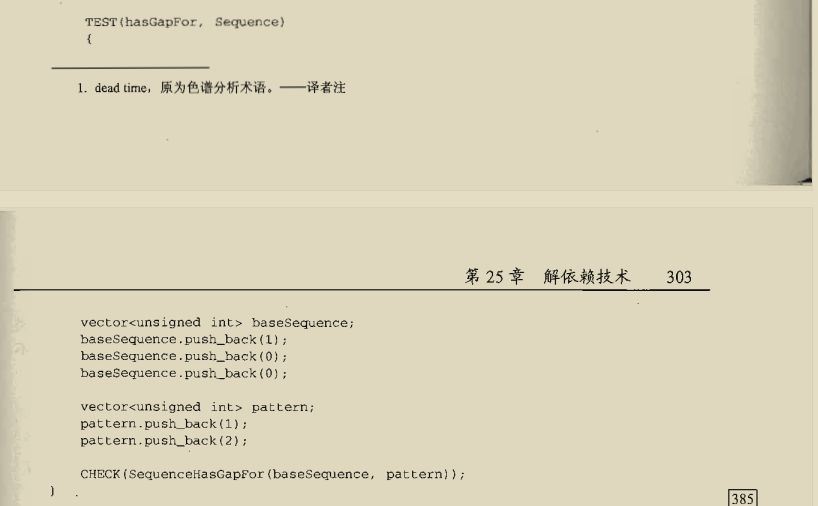 TEST(hasGapFor, Sequence)
{
1. dead time，原为色谱分析术语。——译者注
第 25 章 解依赖技术 303
vector<unsigned int> baseSequence;
baseSequence.push_back(1);
baseSequence.push_back(0);
baseSequence.push_back(0);
vector<unsigned int> pattern;
pattern.push_back(1);
pattern.push_back(2);
CHECK(SequenceHasGapFor(baseSequence, pattern));
}
385